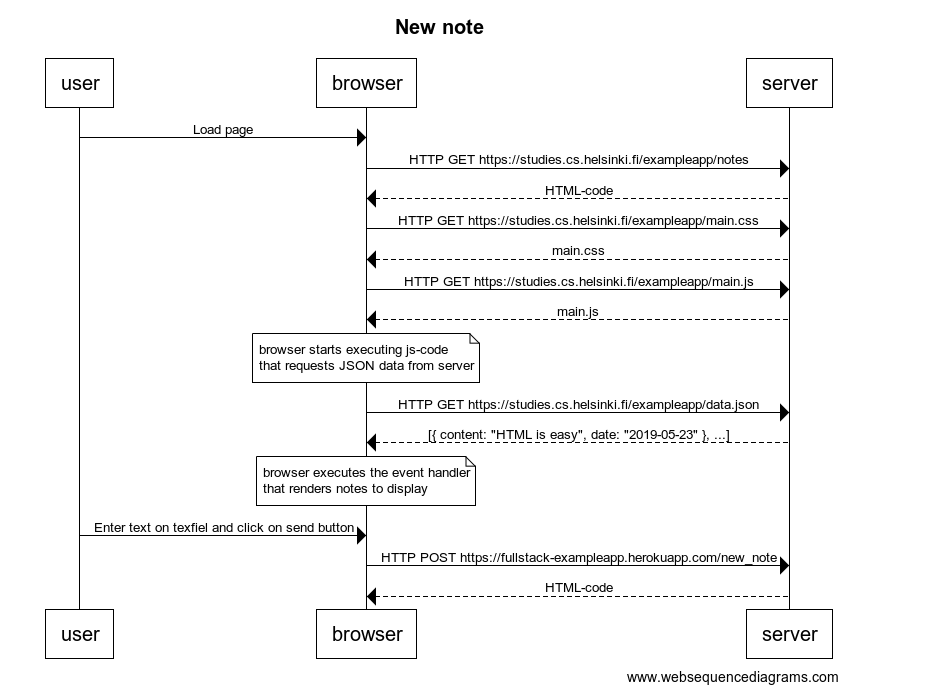 New note
user browser server
Load page
HTTP GET https://studies.cs.helsinki.fi/exampleapp/notes
HTML-code
HTTP GET https://studies.cs.helsinki.fi/exampleapp/main.css
main.css
HTTP GET https://studies.cs.helsinki.fi/exampleapp/main.js
main.js
browser starts executing js-code
that requests JSON data from server
HTTP GET https://studies.cs.helsinki.fi/exampleapp/data.json
[{ content: "HTML is easy", date: "2019-05-23" }, ...]
browser executes the event handler
that renders notes to display
Enter text on texfiel and click on send button
HTTP POST https://fullstack-exampleapp.herokuapp.com/new_note
HTML-code
user browser server
www.websequencediagrams.com